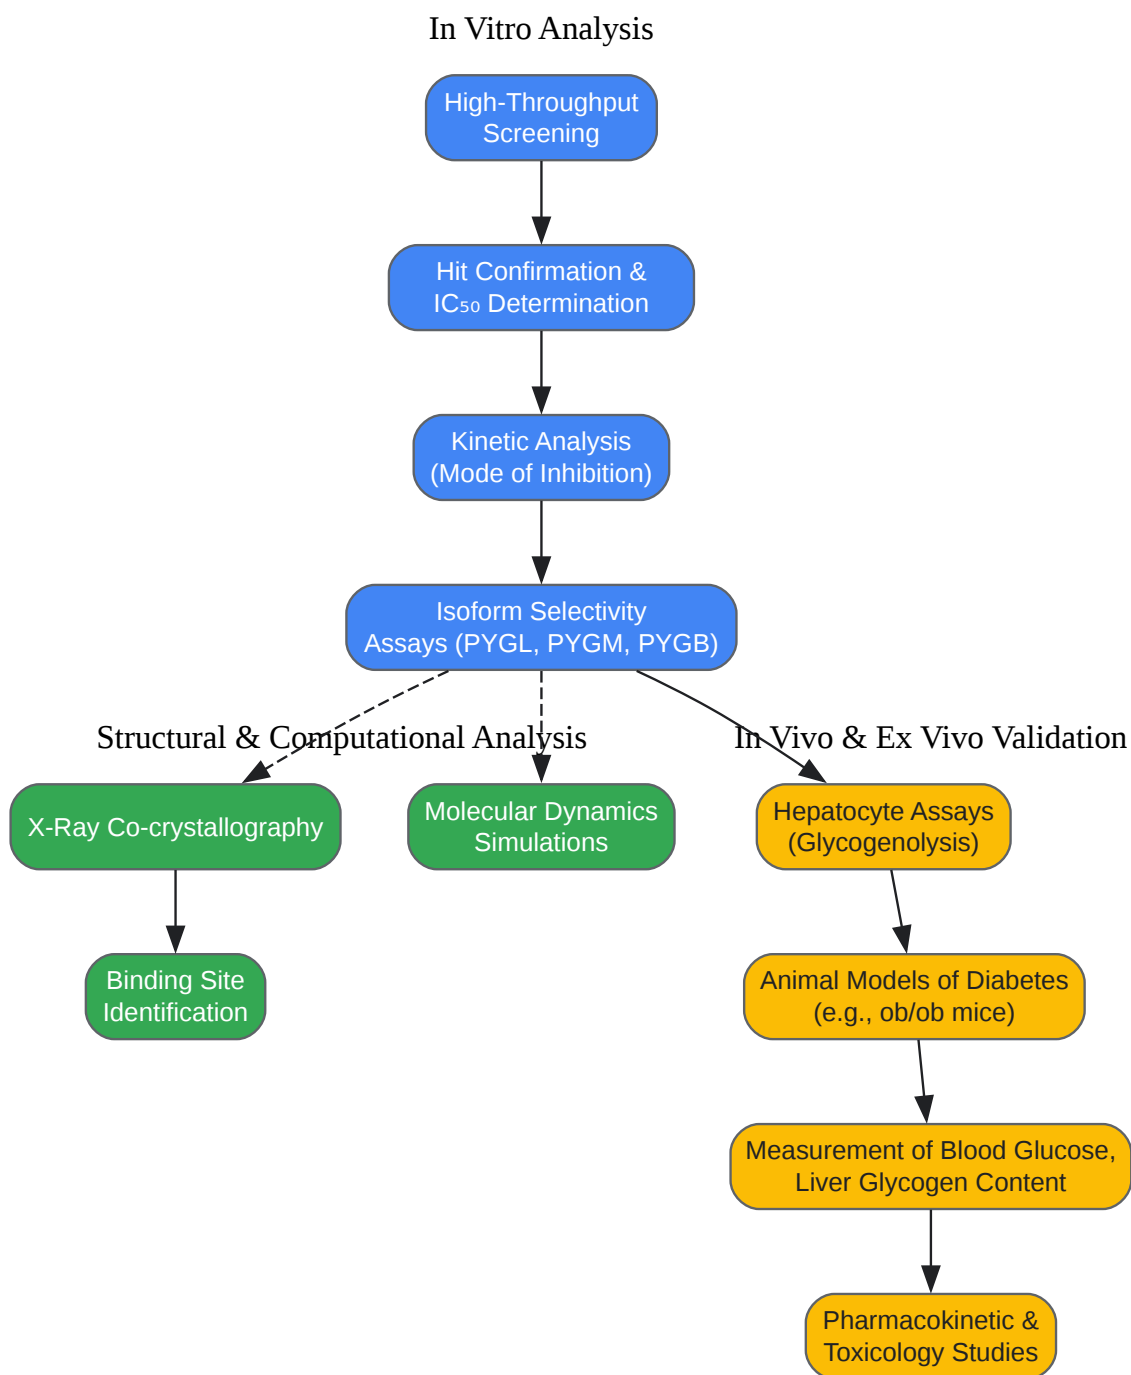 In Vitro Analysis
High-Throughput
Screening
Hit Confirmation &
IC₅₀ Determination
Kinetic Analysis
(Mode of Inhibition)
Isoform Selectivity
Assays (PYGL, PYGM, PYGB)
Structural & Computational Analysis
In Vivo & Ex Vivo Validation
X-Ray Co-crystallography
Molecular Dynamics
Simulations
Hepatocyte Assays
(Glycogenolysis)
Binding Site
Identification
Animal Models of Diabetes
(e.g., ob/ob mice)
Measurement of Blood Glucose,
Liver Glycogen Content
Pharmacokinetic &
Toxicology Studies